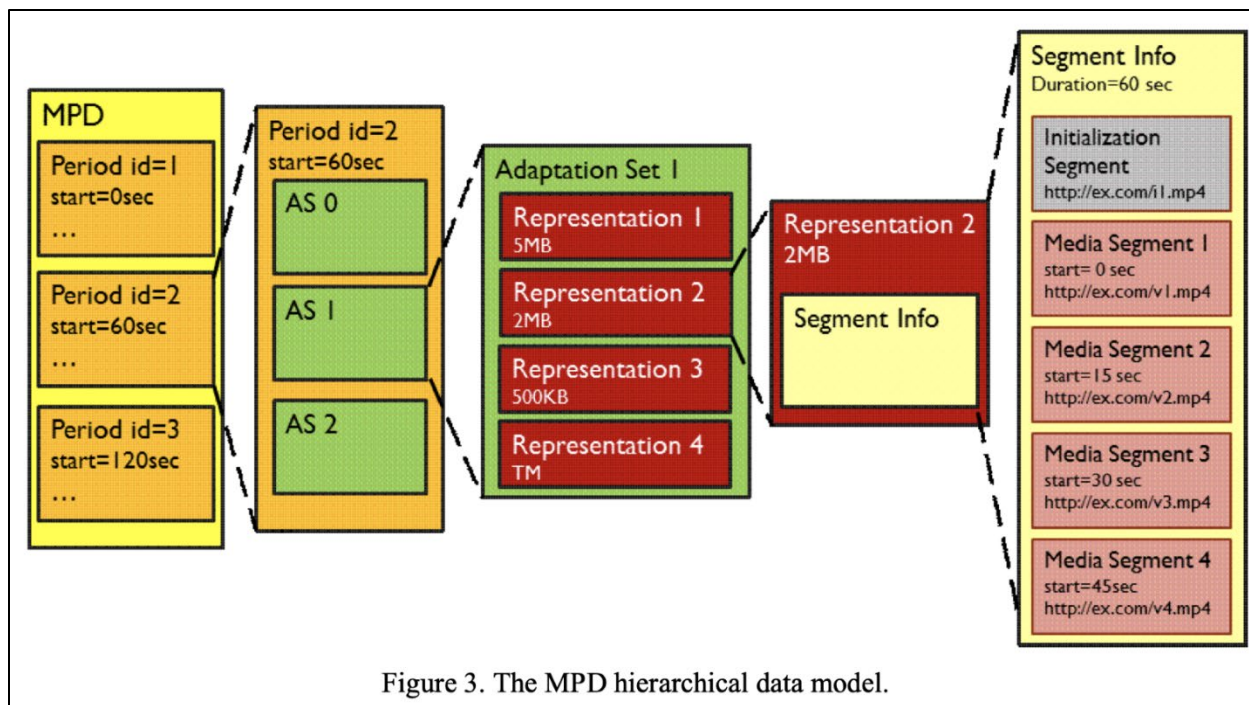 MPD
Period id=1
start=0sec
...
Period id=2
start=60sec
...
Period id=3
start=120sec
...
Period id=2
start=60sec
AS 0
AS 1
AS 2
Adaptation Set 1
Representation 1
5MB
Representation 2
2MB
Representation 3
500KB
Representation 4
TM
Representation 2
2MB
Segment Info
Segment Info
Duration=60 sec
Initialization
Segment
http://ex.com/i1.mp4
Media Segment 1
start= 0 sec
http://ex.com/v1.mp4
Media Segment 2
start=15 sec
http://ex.com/v2.mp4
Media Segment 3
start=30 sec
http://ex.com/v3.mp4
Media Segment 4
start=45sec
http://ex.com/v4.mp4
Figure 3. The MPD hierarchical data model.